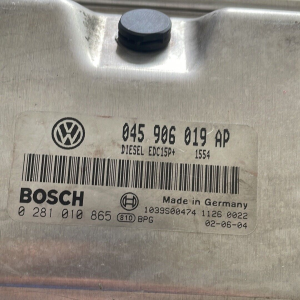 045 906 019 AP
DIESEL EDC15P+ 1554
BOSCH
Made in Germany
0 281 010 865
1039S00474 1126 0022
810 BPG
02-06-04